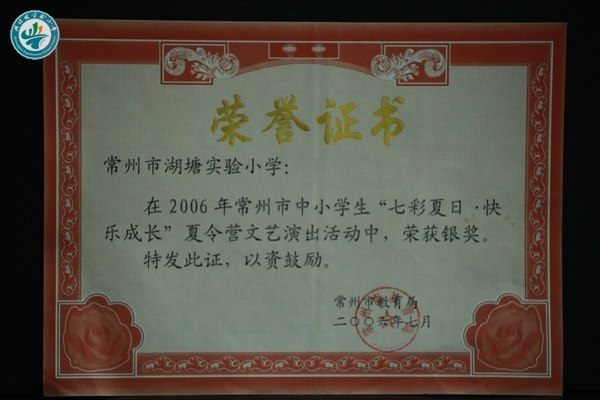 荣誉证书
常州市湖塘实验小学：
在2006年常州市中小学生“七彩夏日·快
乐成长”夏令营文艺演出活动中，荣获银奖。
特发此证，以资鼓励。
常州市教育局
二〇〇六年七月